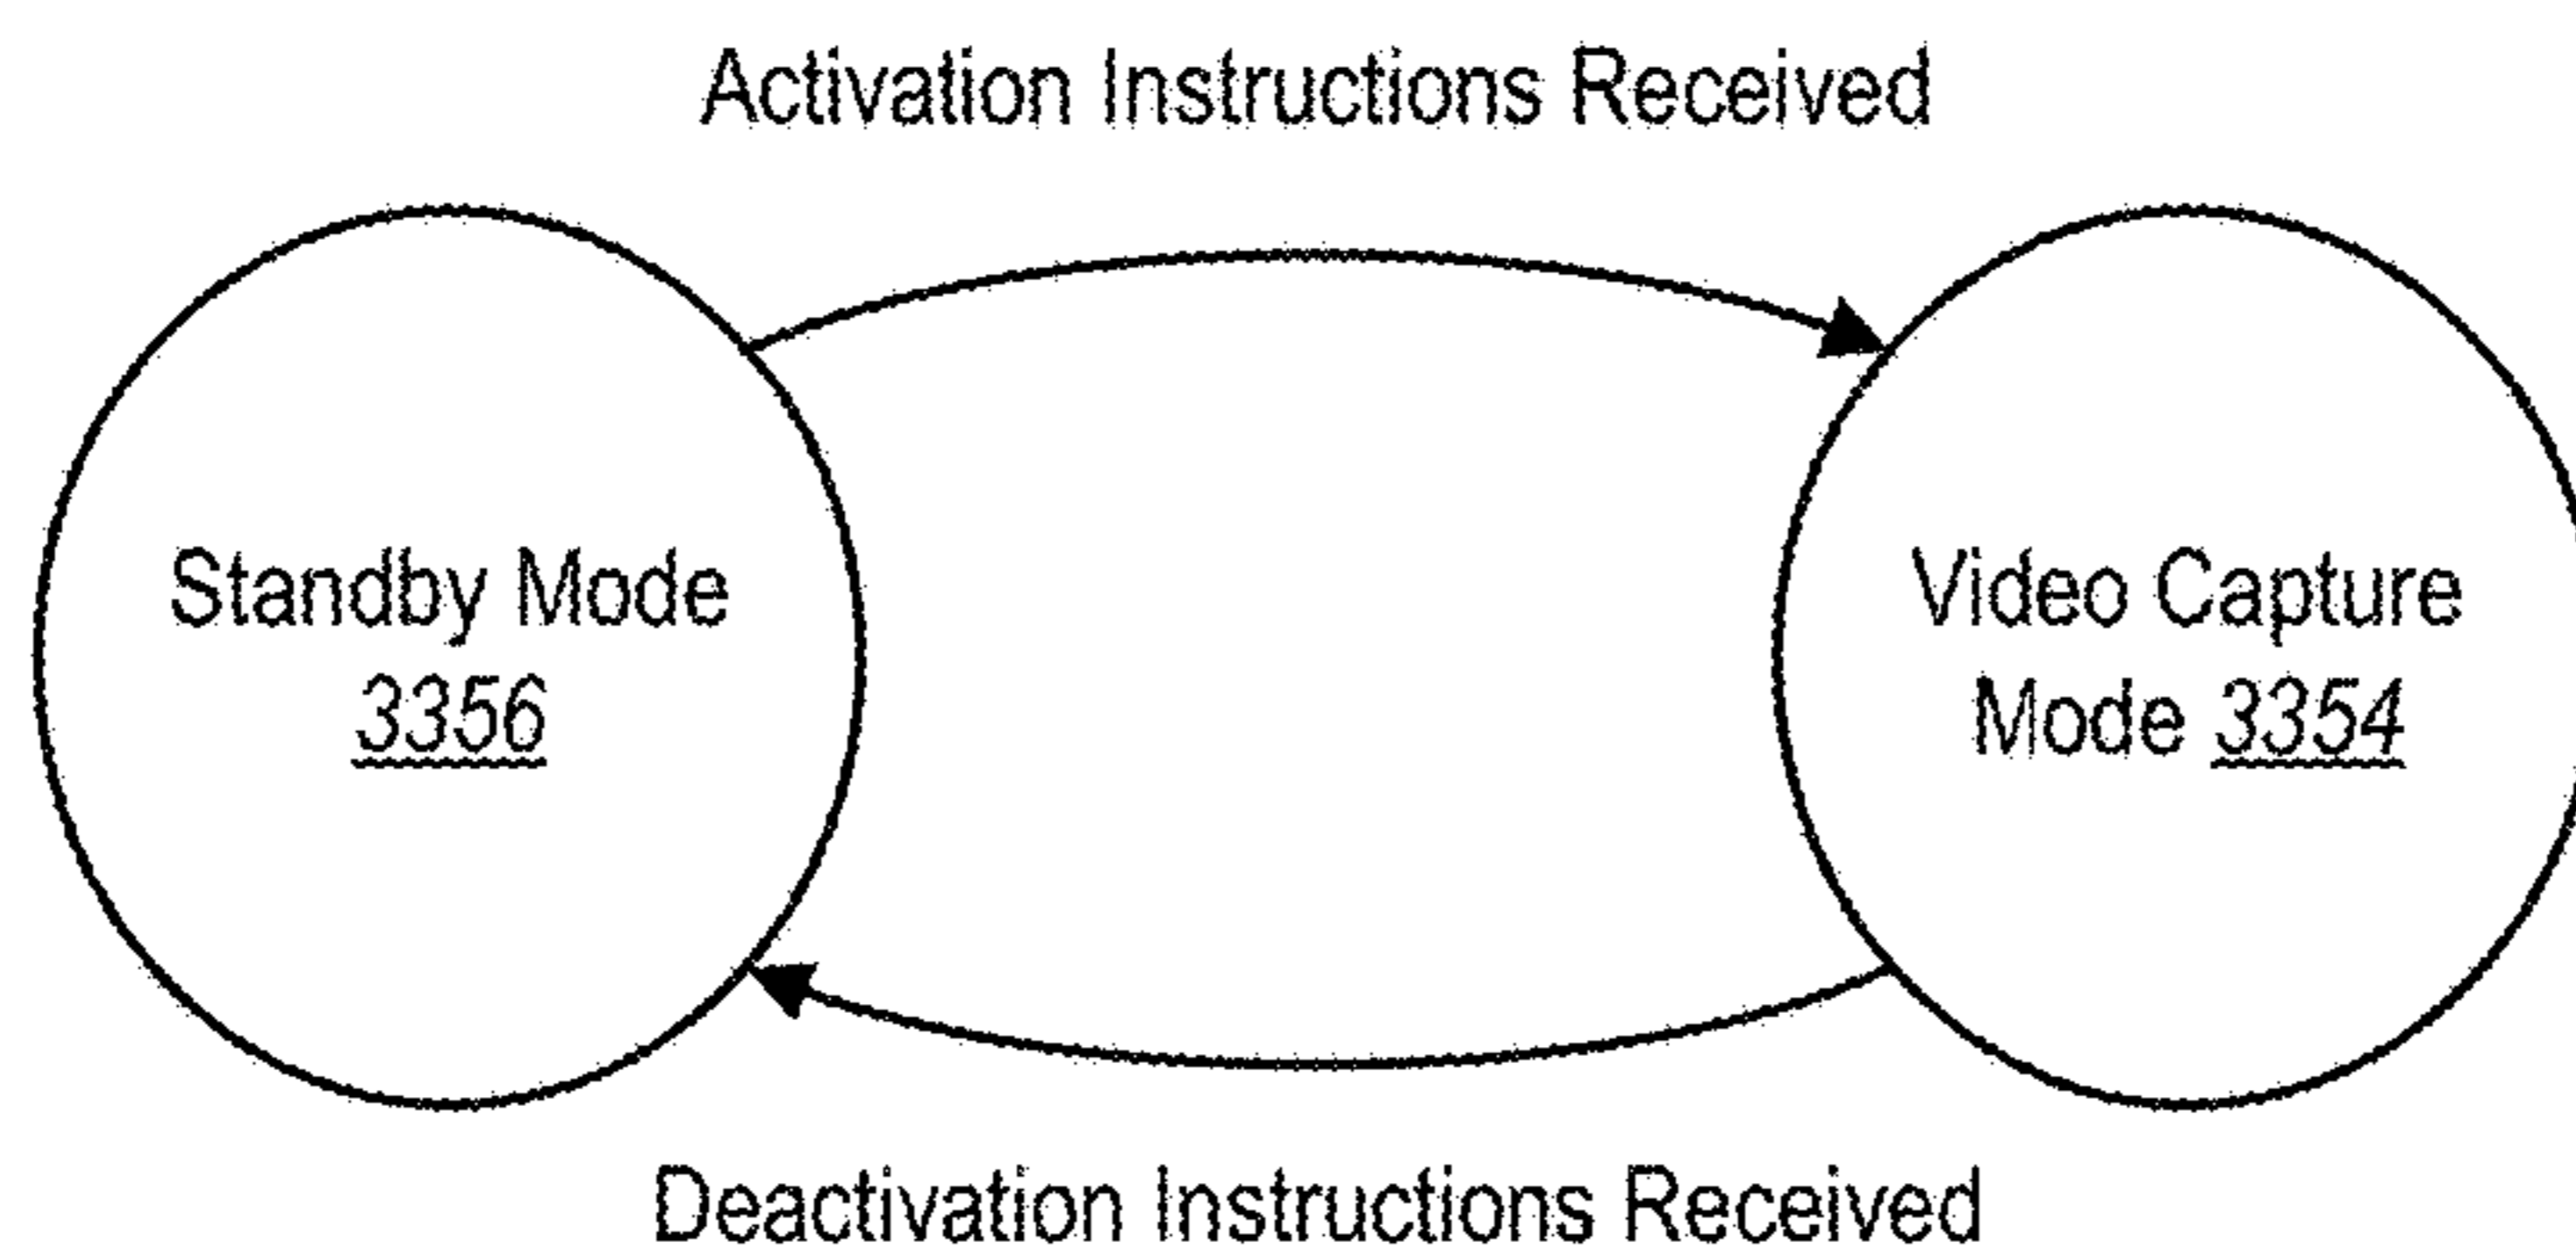 Activation Instructions Received
Standby Mode
3356
Video Capture
Mode 3354
Deactivation Instructions Received